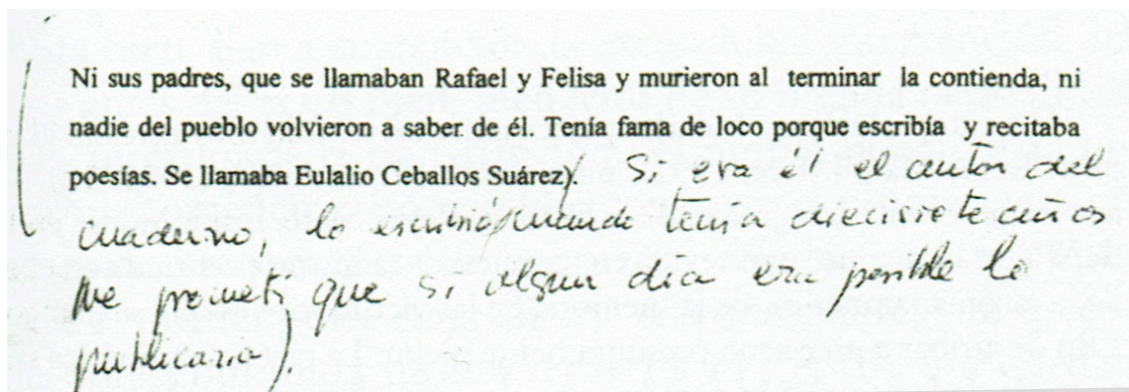 Ni sus padres, que se llamaban Rafael y Felisa y murieron al terminar la contienda, ni
nadie del pueblo volvieron a saber de él. Tenía fama de loco porque escribía y recitaba
poesías. Se llamaba Eulalio Ceballos Suárez). Si era él el autor del
cuaderno, lo escribió cuando tenía diecisiete años
Me prometí que si algún día era posible lo
publicaría).